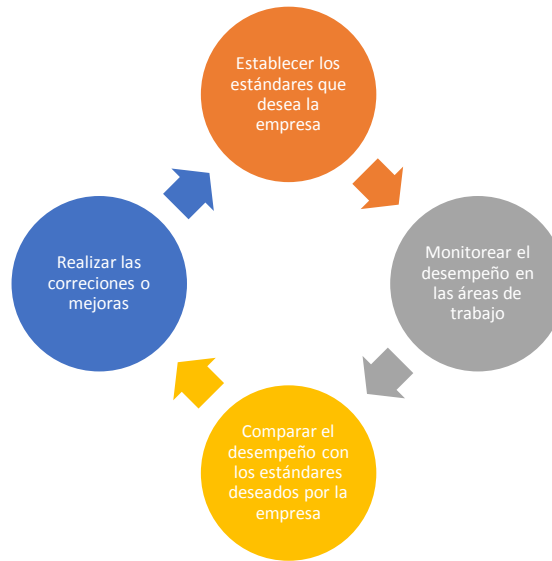 Establecer los
estándares que
desea la
empresa
Monitorear el
desempeño en
las áreas de
trabajo
Comparar el
desempeño con
los estándares
deseados por la
empresa
Realizar las
correciones o
mejoras